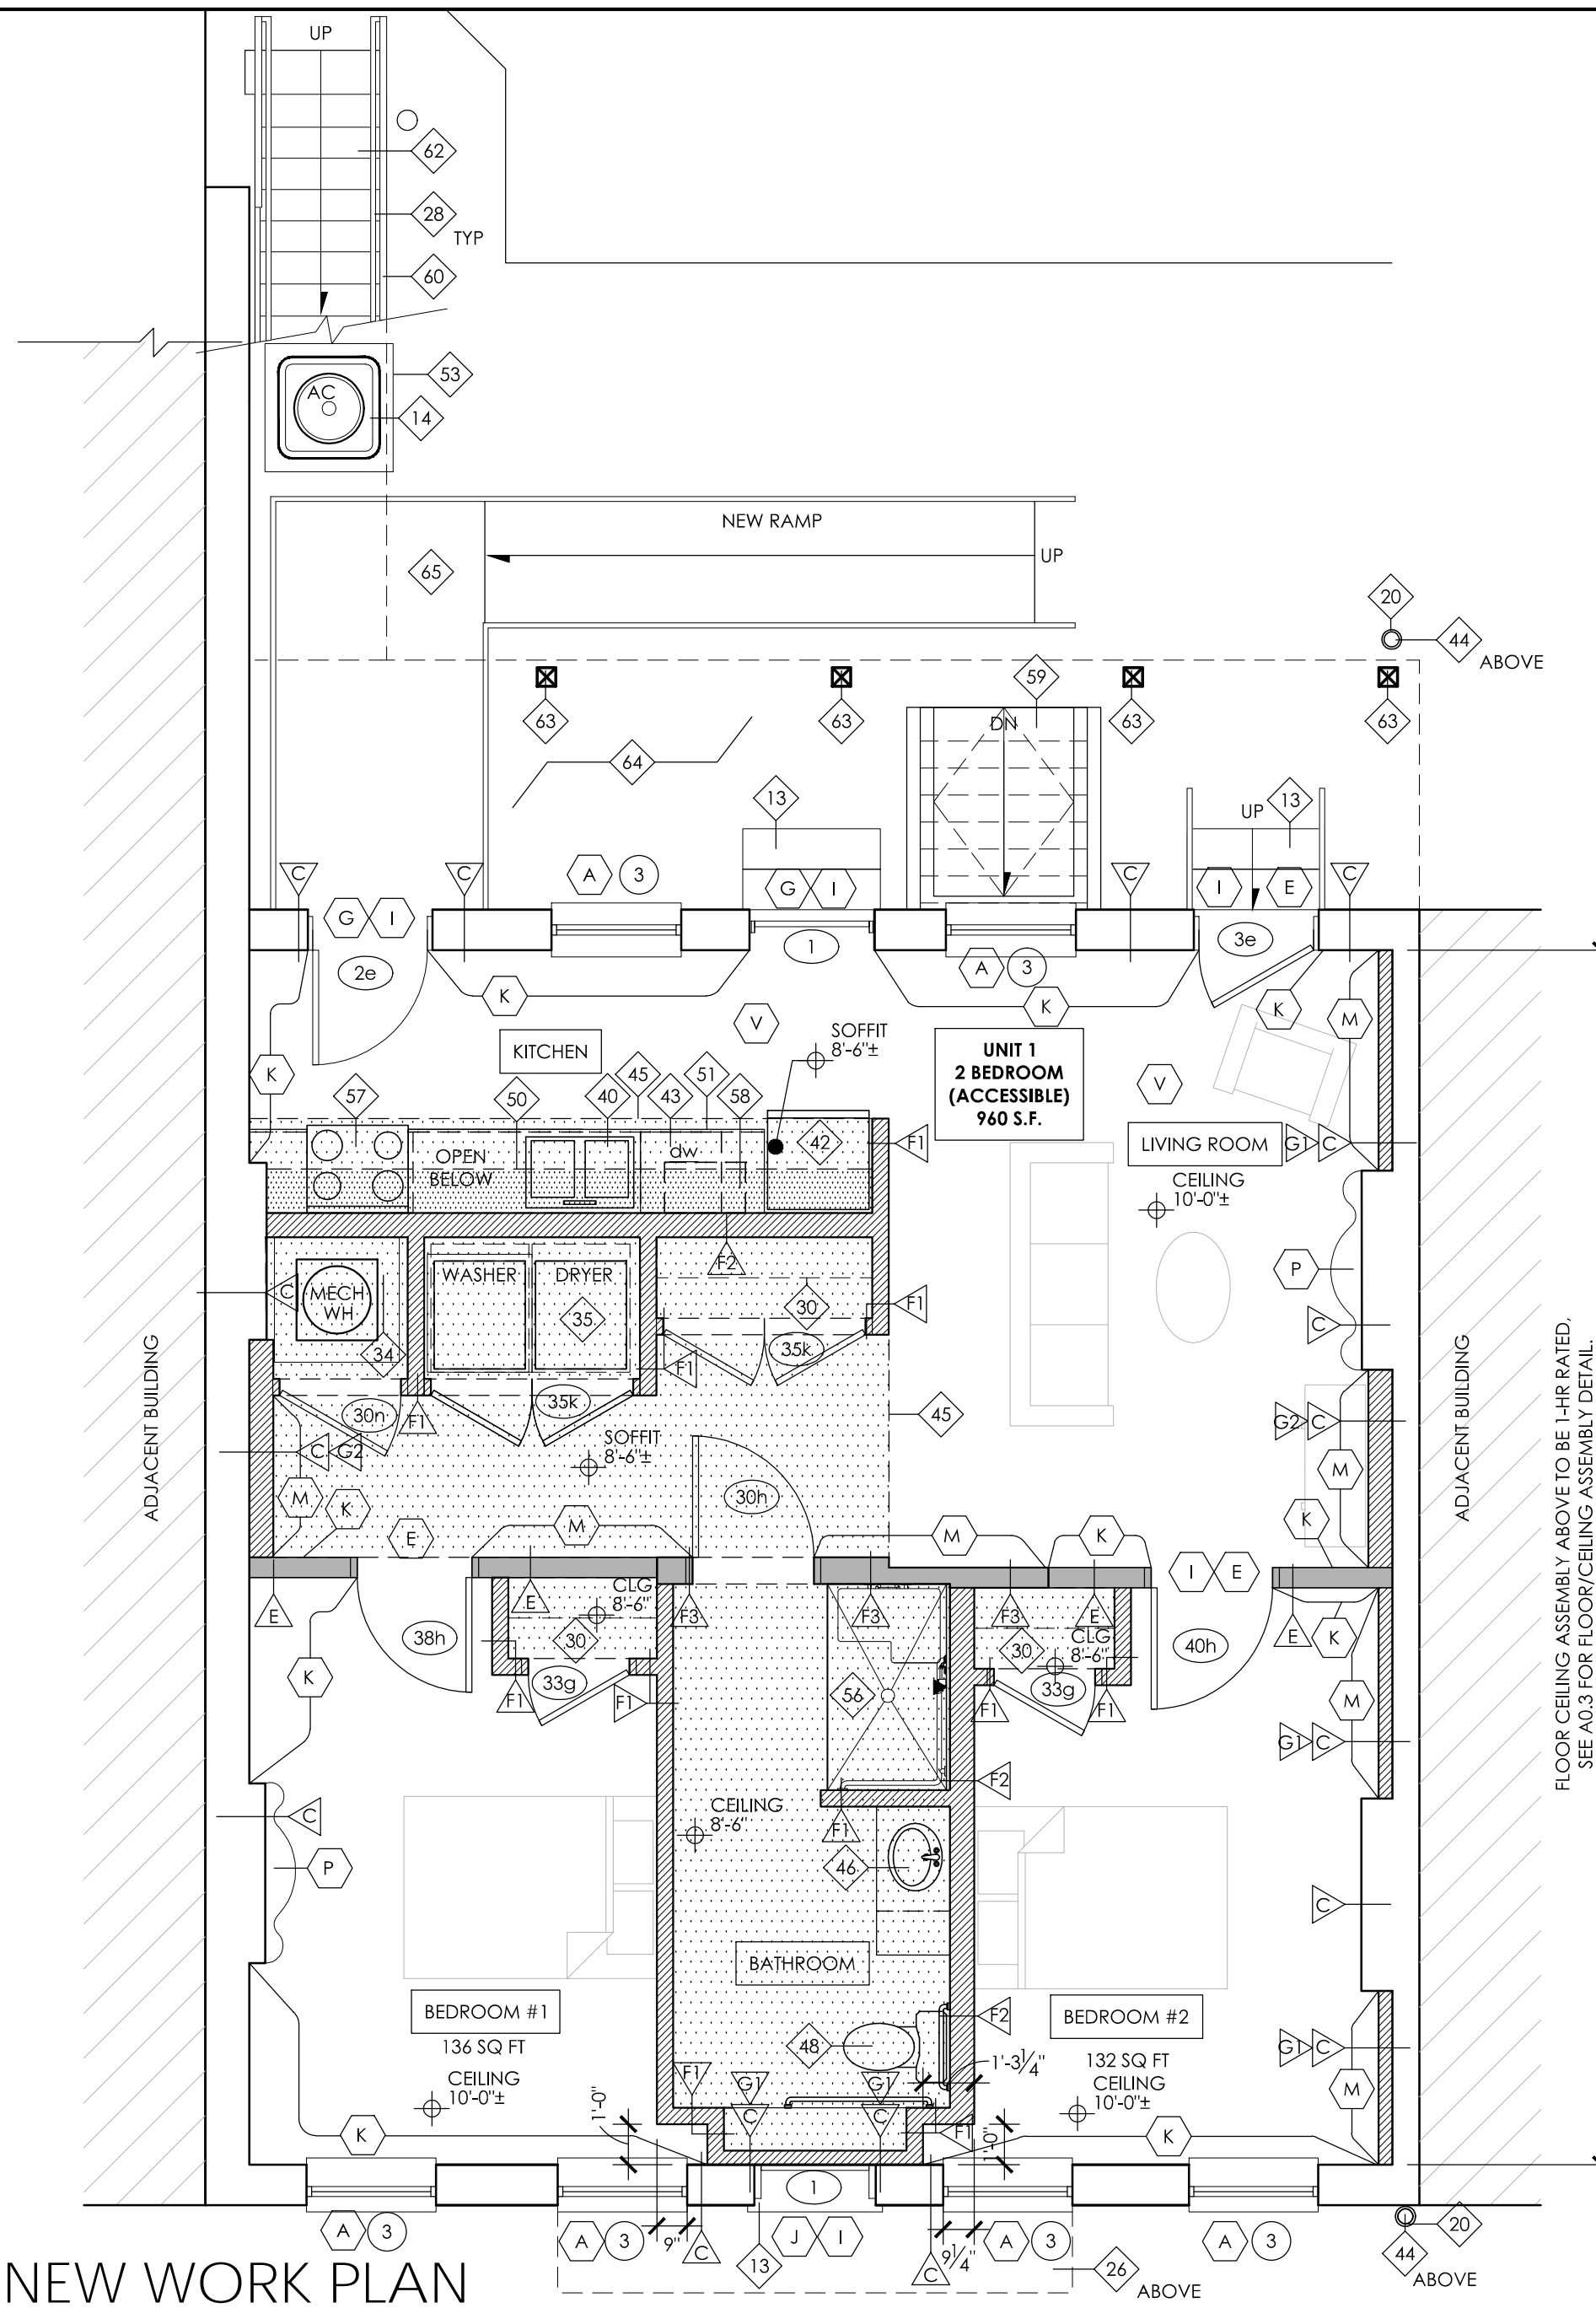 UP
62
28
TYP
60
53
AC
14
NEW RAMP
UP
65
20
44
ABOVE
59
63
63
DN
63
63
64
13
UP
13
C
C
A
3
G
I
C
I
E
C
G
I
2e
1
3e
A
3
K
K
K
M
V
SOFFIT
8'-6"±
KITCHEN
UNIT 1
2 BEDROOM
(ACCESSIBLE)
960 S.F.
K
V
57
50
40
45
43
51
58
OPEN
BELOW
dw
42
F1
LIVING ROOM
G1
C
CEILING
10'-0"±
F2
P
C
MECH
WH
WASHER
DRYER
35
30
F1
C
34
35k
F1
30n
F1
35k
45
G2
C
C
G2
SOFFIT
8'-6"±
M
M
K
30h
K
E
M
M
K
I
E
ADJACENT BUILDING
ADJACENT BUILDING
FLOOR CEILING ASSEMBLY ABOVE TO BE 1-HR RATED,
SEE A0.3 FOR FLOOR/CEILING ASSEMBLY DETAIL.
E
E
CLG
8'-6"
F3
F3
F3
E
E
K
38h
30
30
CLG
8'-6"
40h
K
33g
F1
F1
56
33g
F1
F1
M
G1
C
F2
C
CEILING
8'-6"
F1
P
46
C
BATHROOM
BEDROOM #1
136 SQ FT
CEILING
10'-0"±
F2
48
BEDROOM #2
132 SQ FT
CEILING
10'-0"±
1'-3 1/4"
G1
C
M
F1
G1
G1
C
C
F1
1'-0"
1'-0"
K
K
1
A
3
A
3
9"
C
13
J
I
C
9 1/4"
A
3
A
3
20
44
ABOVE
26
ABOVE
NEW WORK PLAN